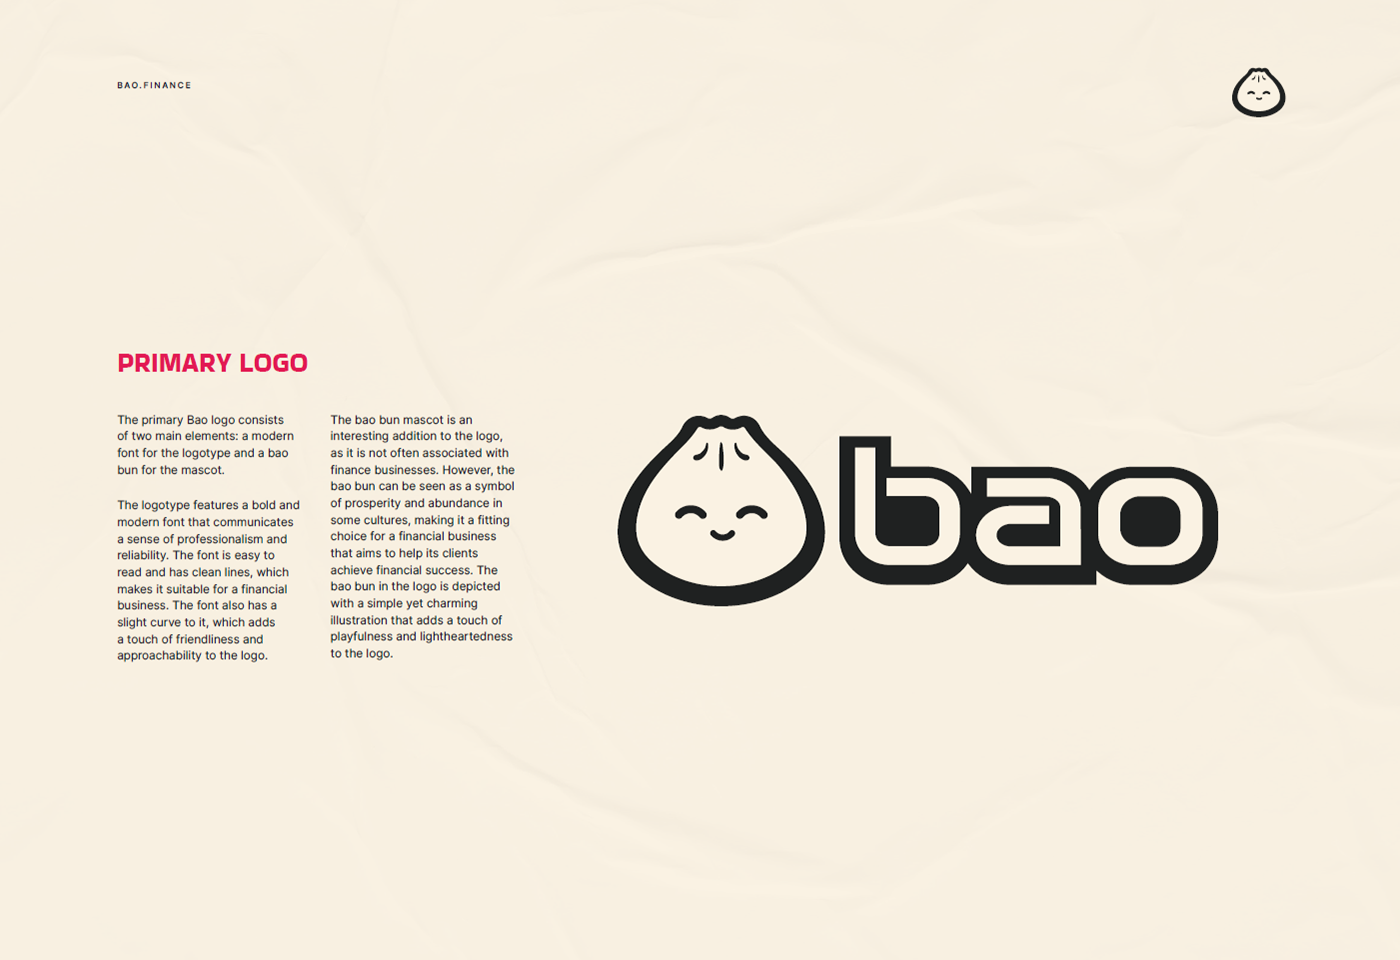 BAO.FINANCE
PRIMARY LOGO
The primary Bao logo consists
of two main elements: a modern
font for the logotype and a bao
bun for the mascot.
The logotype features a bold and
modern font that communicates
a sense of professionalism and
reliability. The font is easy to
read and has clean lines, which
makes it suitable for a financial
business. The font also has a
slight curve to it, which adds
a touch of friendliness and
approachability to the logo.
The bao bun mascot is an
interesting addition to the logo,
as it is not often associated with
finance businesses. However, the
bao bun can be seen as a symbol
of prosperity and abundance in
some cultures, making it a fitting
choice for a financial business
that aims to help its clients
achieve financial success. The
bao bun in the logo is depicted
with a simple yet charming
illustration that adds a touch of
playfulness and lightheartedness
to the logo.
bao